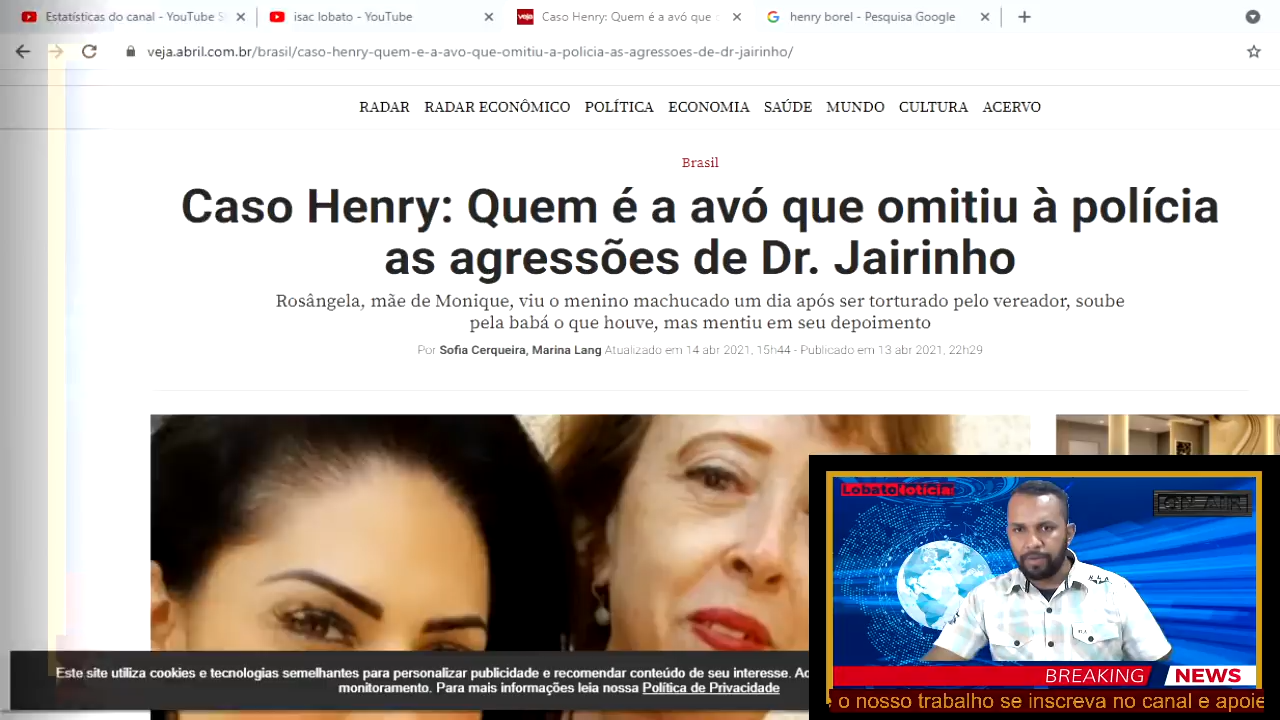 Estatísticas do canal - YouTube S
isac lobato - YouTube
Caso Henry: Quem é a avó que
henry borel - Pesquisa Google
veja.abril.com.br/brasil/caso-henry-quem-e-a-avo-que-omitiu-a-policia-as-agressoes-de-dr-jairinho/
RADAR RADAR ECONÔMICO POLÍTICA ECONOMIA SAÚDE MUNDO CULTURA ACERVO
Brasil
Caso Henry: Quem é a avó que omitiu à polícia
as agressões de Dr. Jairinho
Rosângela, mãe de Monique, viu o menino machucado um dia após ser torturado pelo vereador, soube
pela babá o que houve, mas mentiu em seu depoimento
Por Sofia Cerqueira, Marina Lang Atualizado em 14 abr 2021, 15h44 - Publicado em 13 abr 2021, 22h29
LobatoNotícias
Este site utiliza cookies e tecnologias semelhantes para personalizar publicidade e recomendar conteúdo de seu interesse.
monitoramento. Para mais informações leia nossa Política de Privacidade
BREAKING NEWS
o nosso trabalho se inscreva no canal e apoie